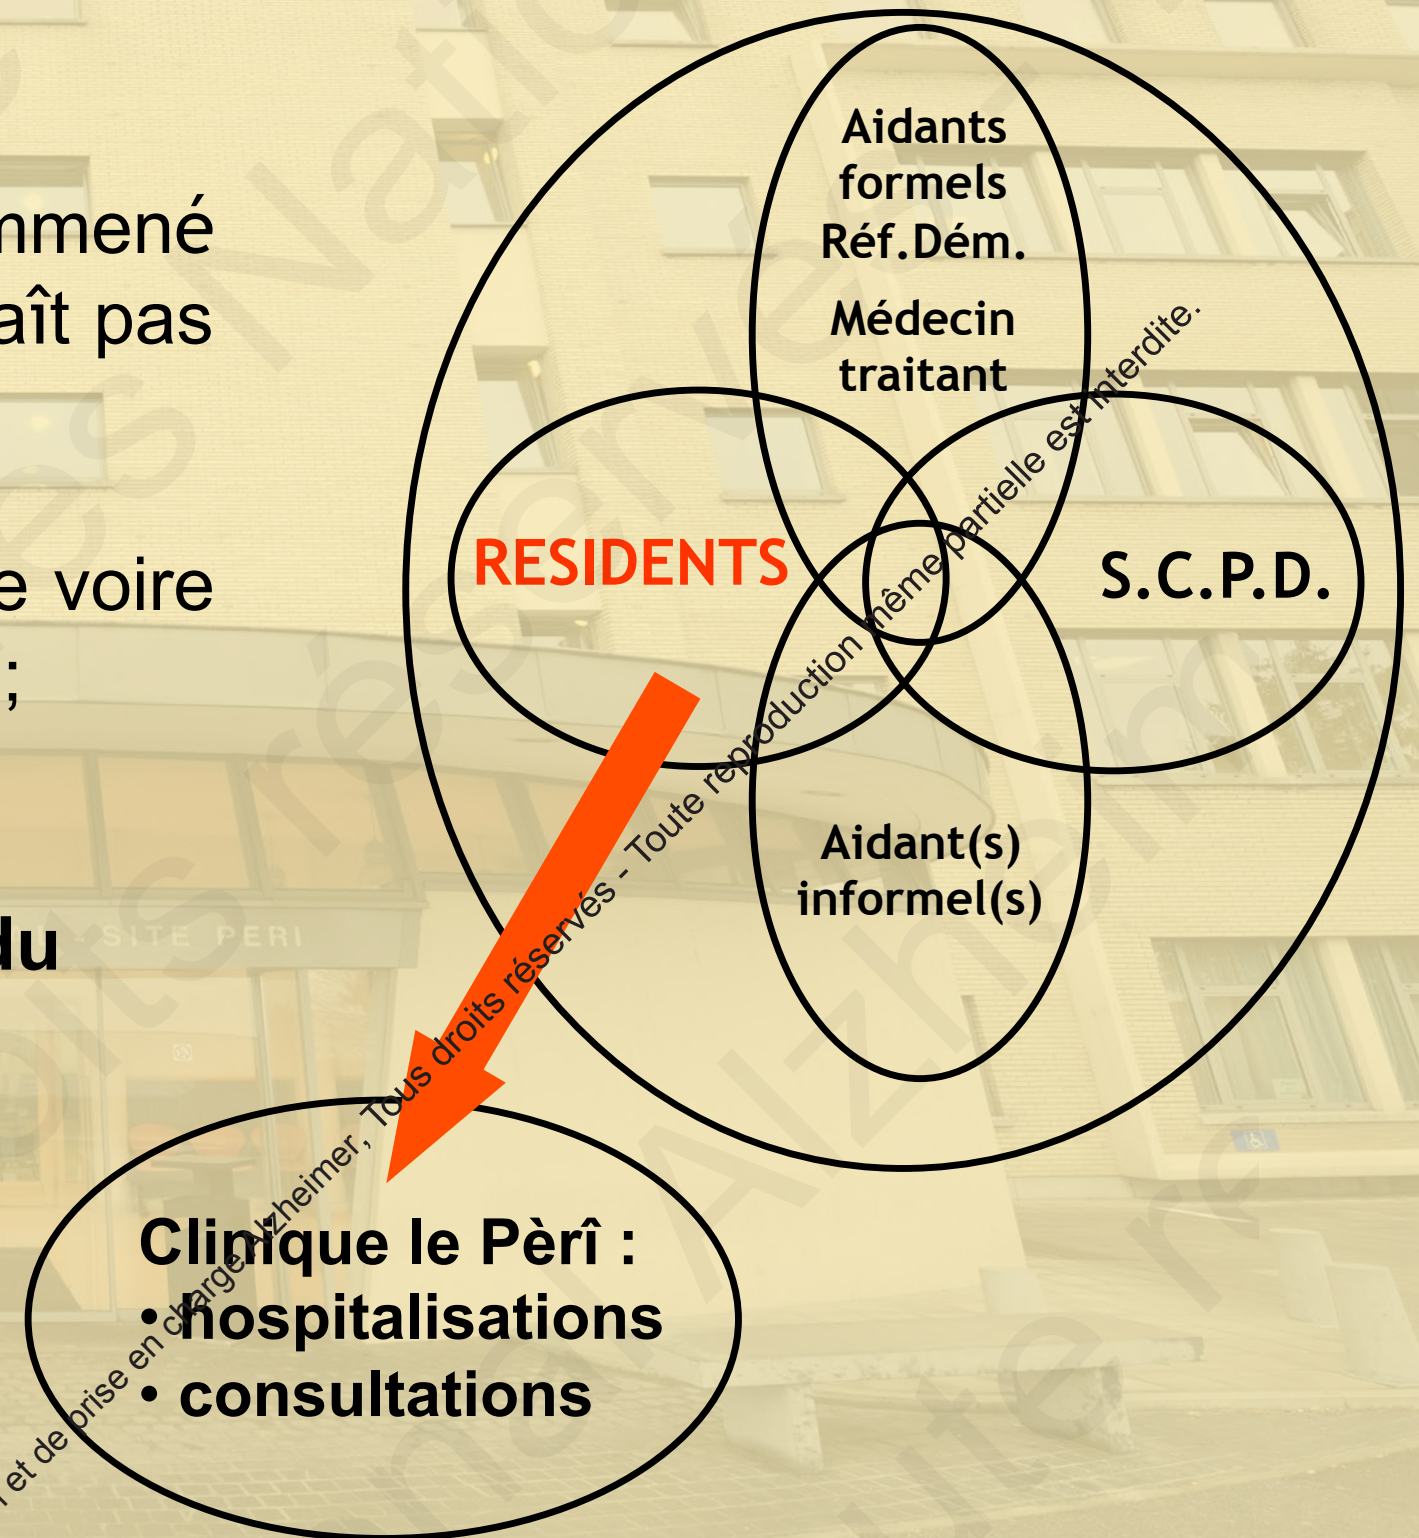 mmené
aît pas
e voire
;
du
Aidants
formels
Réf.Dém.
Médecin
traitant
RESIDENTS
S.C.P.D.
Aidant(s)
informel(s)
SITE PERI
Clinique le Pèrî :
• hospitalisations
• consultations
et de prise en charge Alzheimer, Tous droits réservés - Toute reproduction même partielle est interdite.